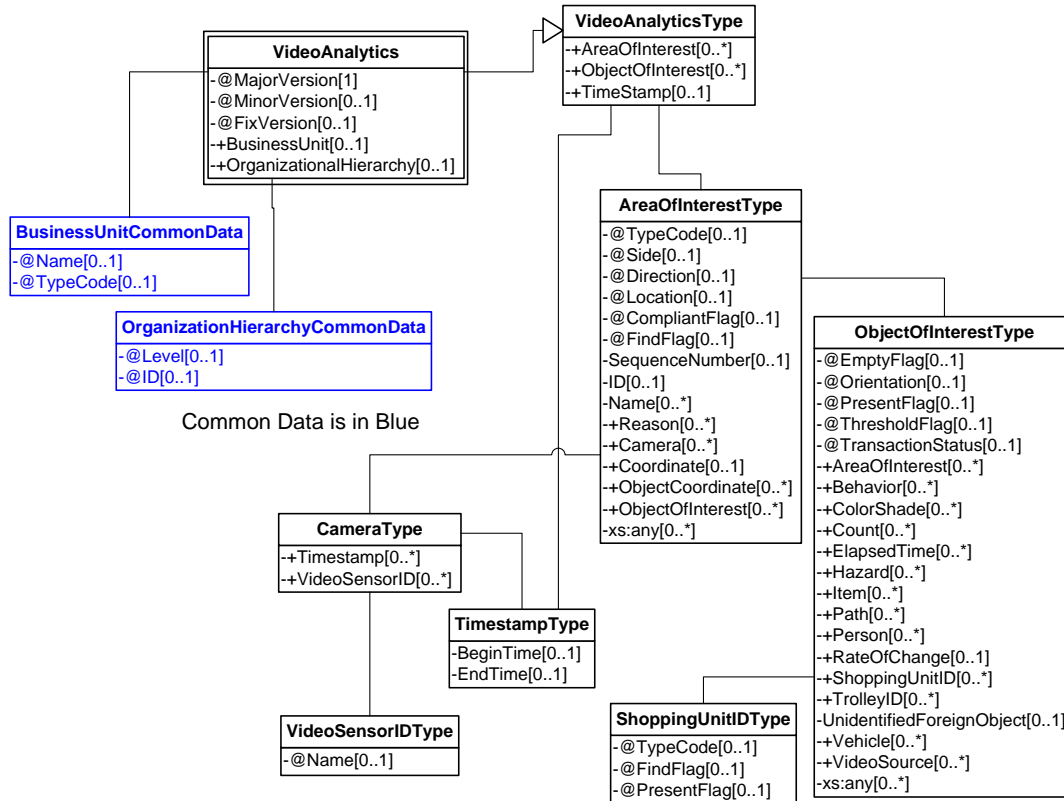 VideoAnalytics
-@MajorVersion[1]
-@MinorVersion[0..1]
-@FixVersion[0..1]
-+BusinessUnit[0..1]
-+OrganizationalHierarchy[0..1]
VideoAnalyticsType
-+AreaOfInterest[0..*]
-+ObjectOfInterest[0..*]
-+TimeStamp[0..1]
BusinessUnitCommonData
-@Name[0..1]
-@TypeCode[0..1]
OrganizationHierarchyCommonData
-@Level[0..1]
-@ID[0..1]
Common Data is in Blue
AreaOfInterestType
-@TypeCode[0..1]
-@Side[0..1]
-@Direction[0..1]
-@Location[0..1]
-@CompliantFlag[0..1]
-@FindFlag[0..1]
-SequenceNumber[0..1]
-ID[0..1]
-Name[0..*]
-+Reason[0..*]
-+Camera[0..*]
-+Coordinate[0..1]
-+ObjectCoordinate[0..*]
-+ObjectOfInterest[0..*]
-xs:any[0..*]
ObjectOfInterestType
-@EmptyFlag[0..1]
-@Orientation[0..1]
-@PresentFlag[0..1]
-@ThresholdFlag[0..1]
-@TransactionStatus[0..1]
-+AreaOfInterest[0..*]
-+Behavior[0..*]
-+ColorShade[0..*]
-+Count[0..*]
-+ElapsedTime[0..*]
-+Hazard[0..*]
-+Item[0..*]
-+Path[0..*]
-+Person[0..*]
-+RateOfChange[0..1]
-+ShoppingUnitID[0..*]
-+TrolleyID[0..*]
-UnidentifiedForeignObject[0..1]
-+Vehicle[0..*]
-+VideoSource[0..*]
-xs:any[0..*]
CameraType
-+Timestamp[0..*]
-+VideoSensorID[0..*]
TimestampType
-BeginTime[0..1]
-EndTime[0..1]
VideoSensorIDType
-@Name[0..1]
ShoppingUnitIDType
-@TypeCode[0..1]
-@FindFlag[0..1]
-@PresentFlag[0..1]